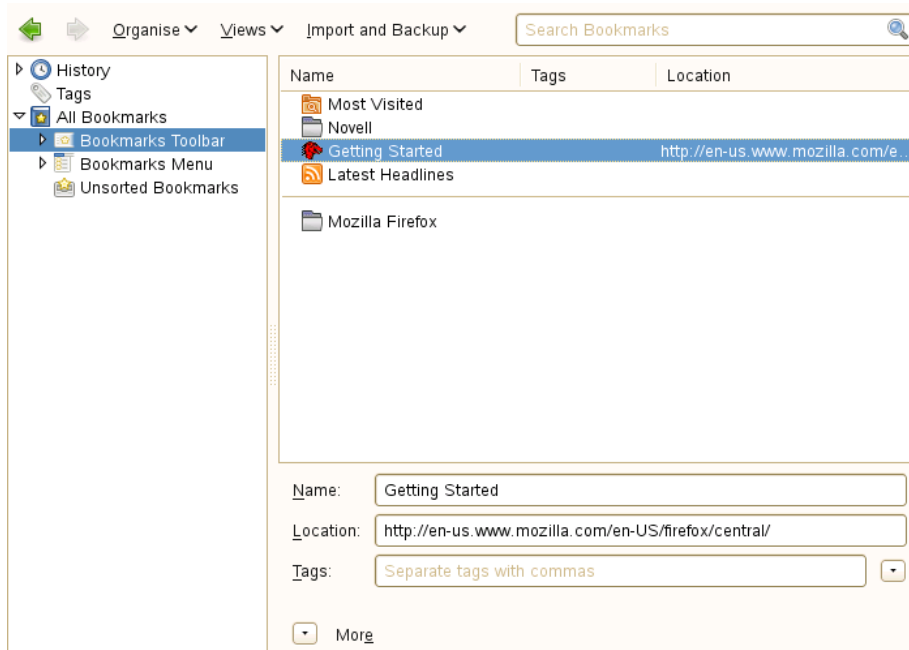 Organise Views Import and Backup Search Bookmarks
History
Tags
All Bookmarks
Bookmarks Toolbar
Bookmarks Menu
Unsorted Bookmarks
Name Tags Location
Most Visited
Novell
Getting Started http://en-us.www.mozilla.com/e...
Latest Headlines
Mozilla Firefox
Name: Getting Started
Location: http://en-us.www.mozilla.com/en-US/firefox/central/
Tags: Separate tags with commas
More